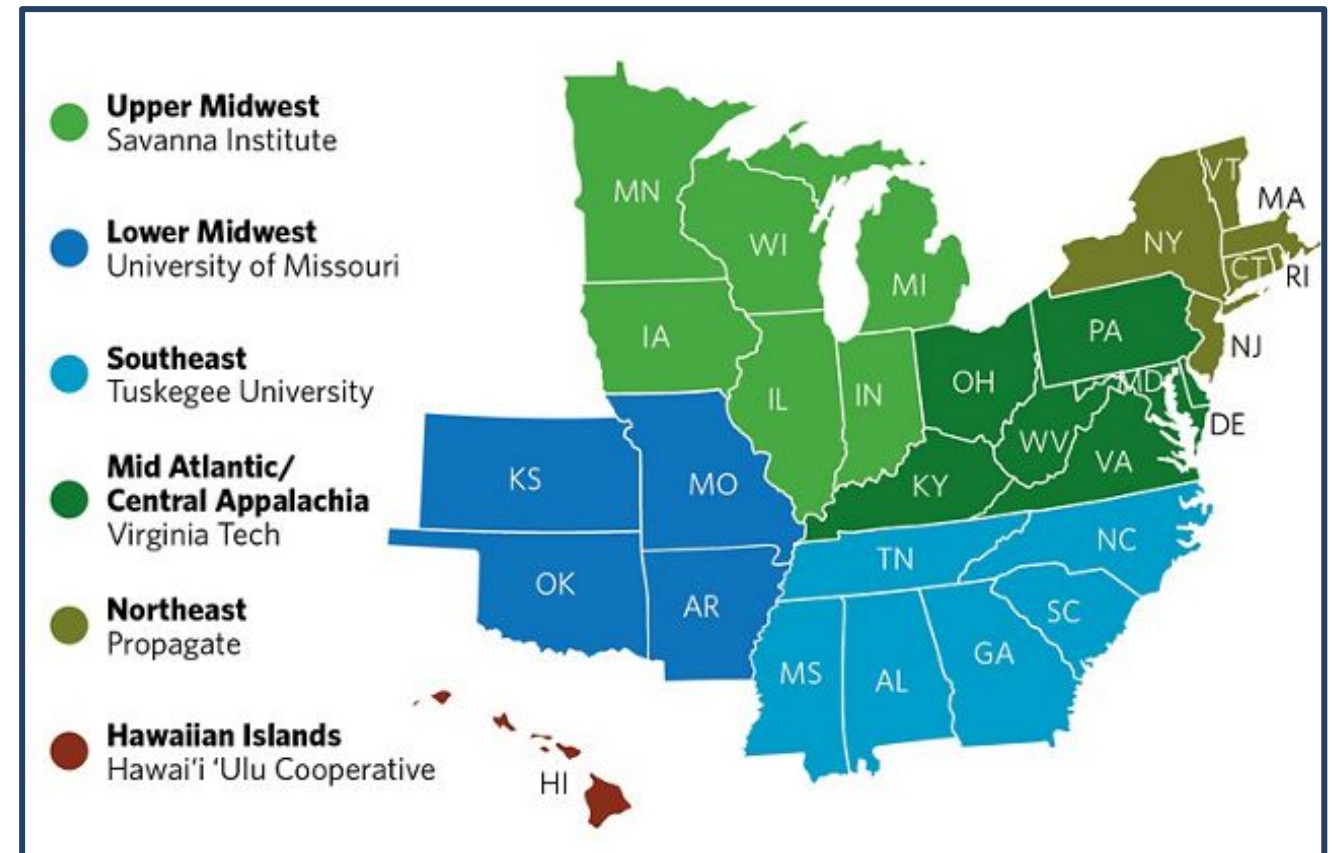 Upper Midwest
Savanna Institute
Lower Midwest
University of Missouri
Southeast
Tuskegee University
Mid Atlantic/
Central Appalachia
Virginia Tech
Northeast
Propagate
Hawaiian Islands
Hawai‘i ‘Ulu Cooperative
MN
WI
MI
IA
IL
IN
OH
PA
NY
VT
MA
CT
RI
NJ
MD
DE
WV
VA
KY
KS
MO
OK
AR
TN
NC
SC
MS
AL
GA
HI